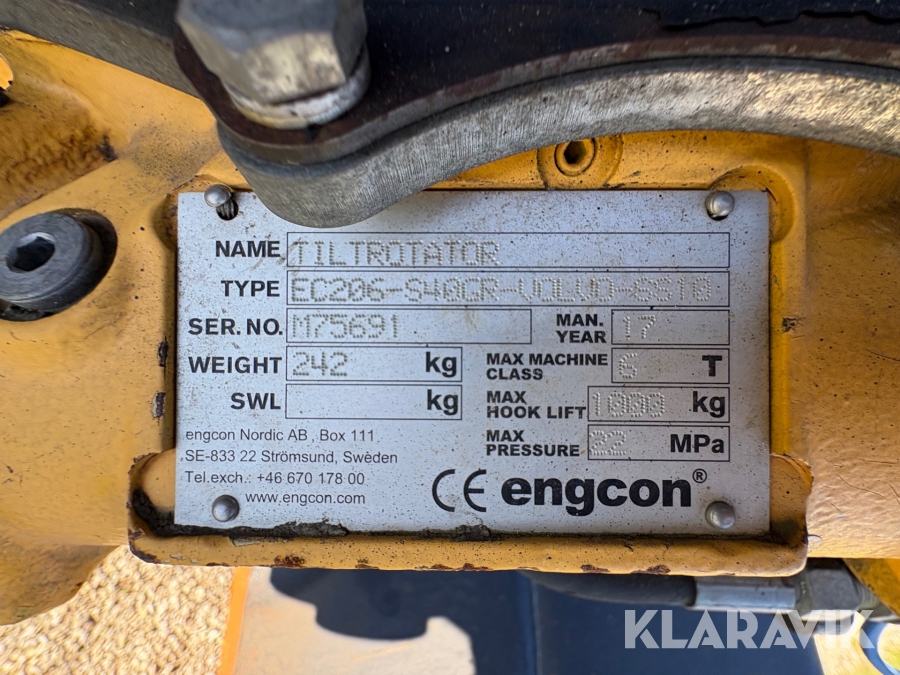 NAME TILTROTATOR
TYPE EC206-S40GR-VOLVO-6S10
SER. NO. M75691 MAN. YEAR 17
WEIGHT 242 kg MAX MACHINE CLASS 6 T
SWL kg MAX HOOK LIFT 1000 kg
MAX PRESSURE 22 MPa
engcon Nordic AB , Box 111
SE-833 22 Strömsund, Sweden
Tel.exch.: +46 670 178 00
www.engcon.com
CE engcon®
KLARAVIK